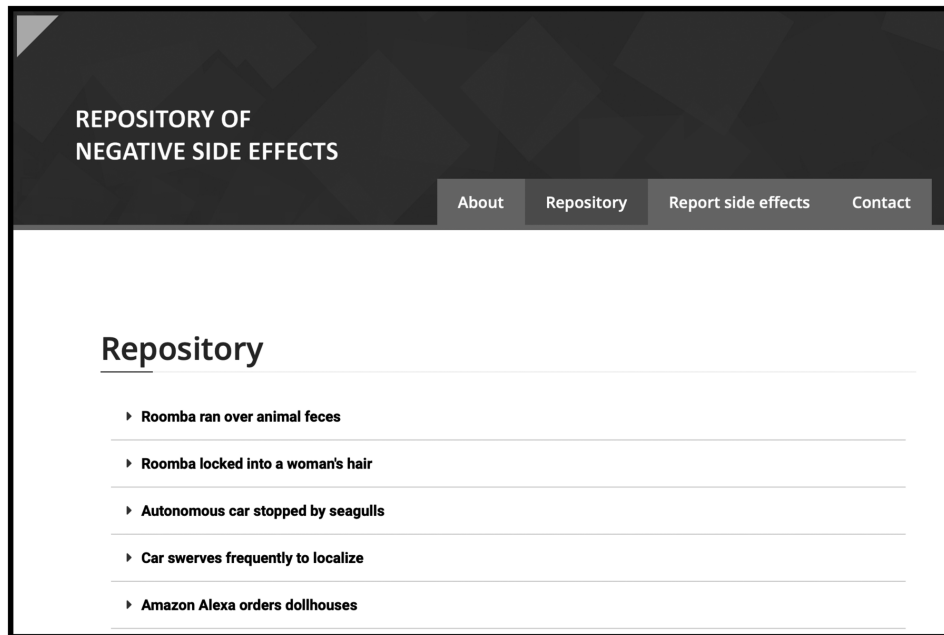 REPOSITORY OF
NEGATIVE SIDE EFFECTS
About Repository Report side effects Contact
Repository
Roomba ran over animal feces
Roomba locked into a woman's hair
Autonomous car stopped by seagulls
Car swerves frequently to localize
Amazon Alexa orders dollhouses